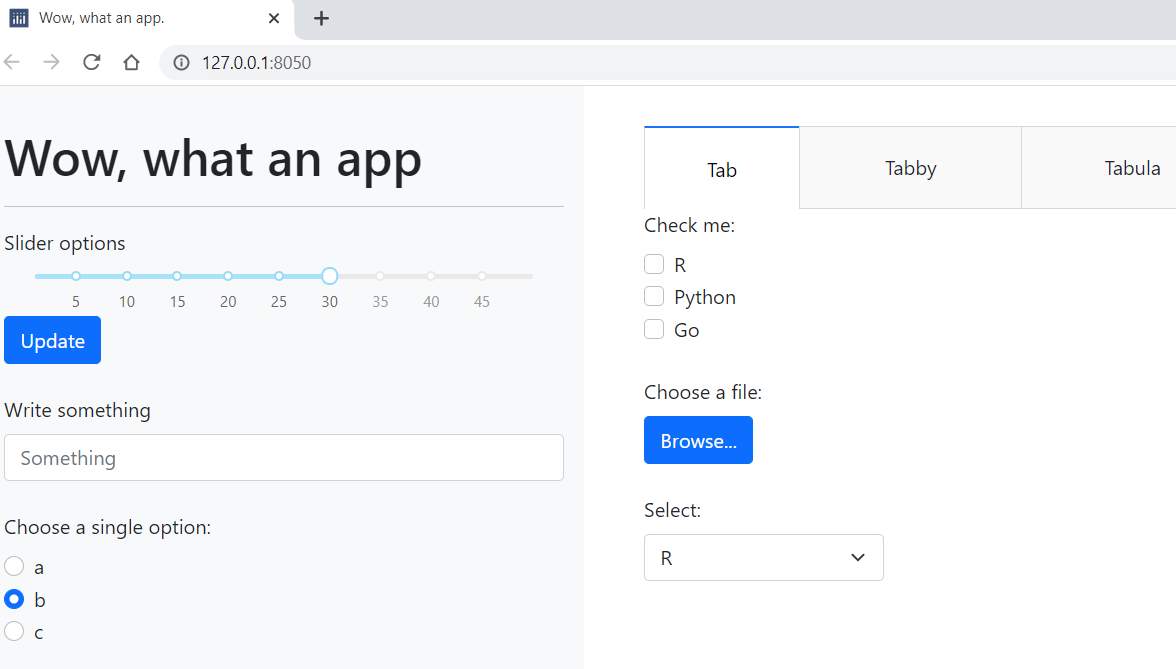 Wow, what an app.
127.0.0.1:8050
Wow, what an app
Slider options
5 10 15 20 25 30 35 40 45
Update
Write something
Something
Choose a single option:
a
b
c
Tab Tabby Tabula
Check me:
R
Python
Go
Choose a file:
Browse...
Select:
R